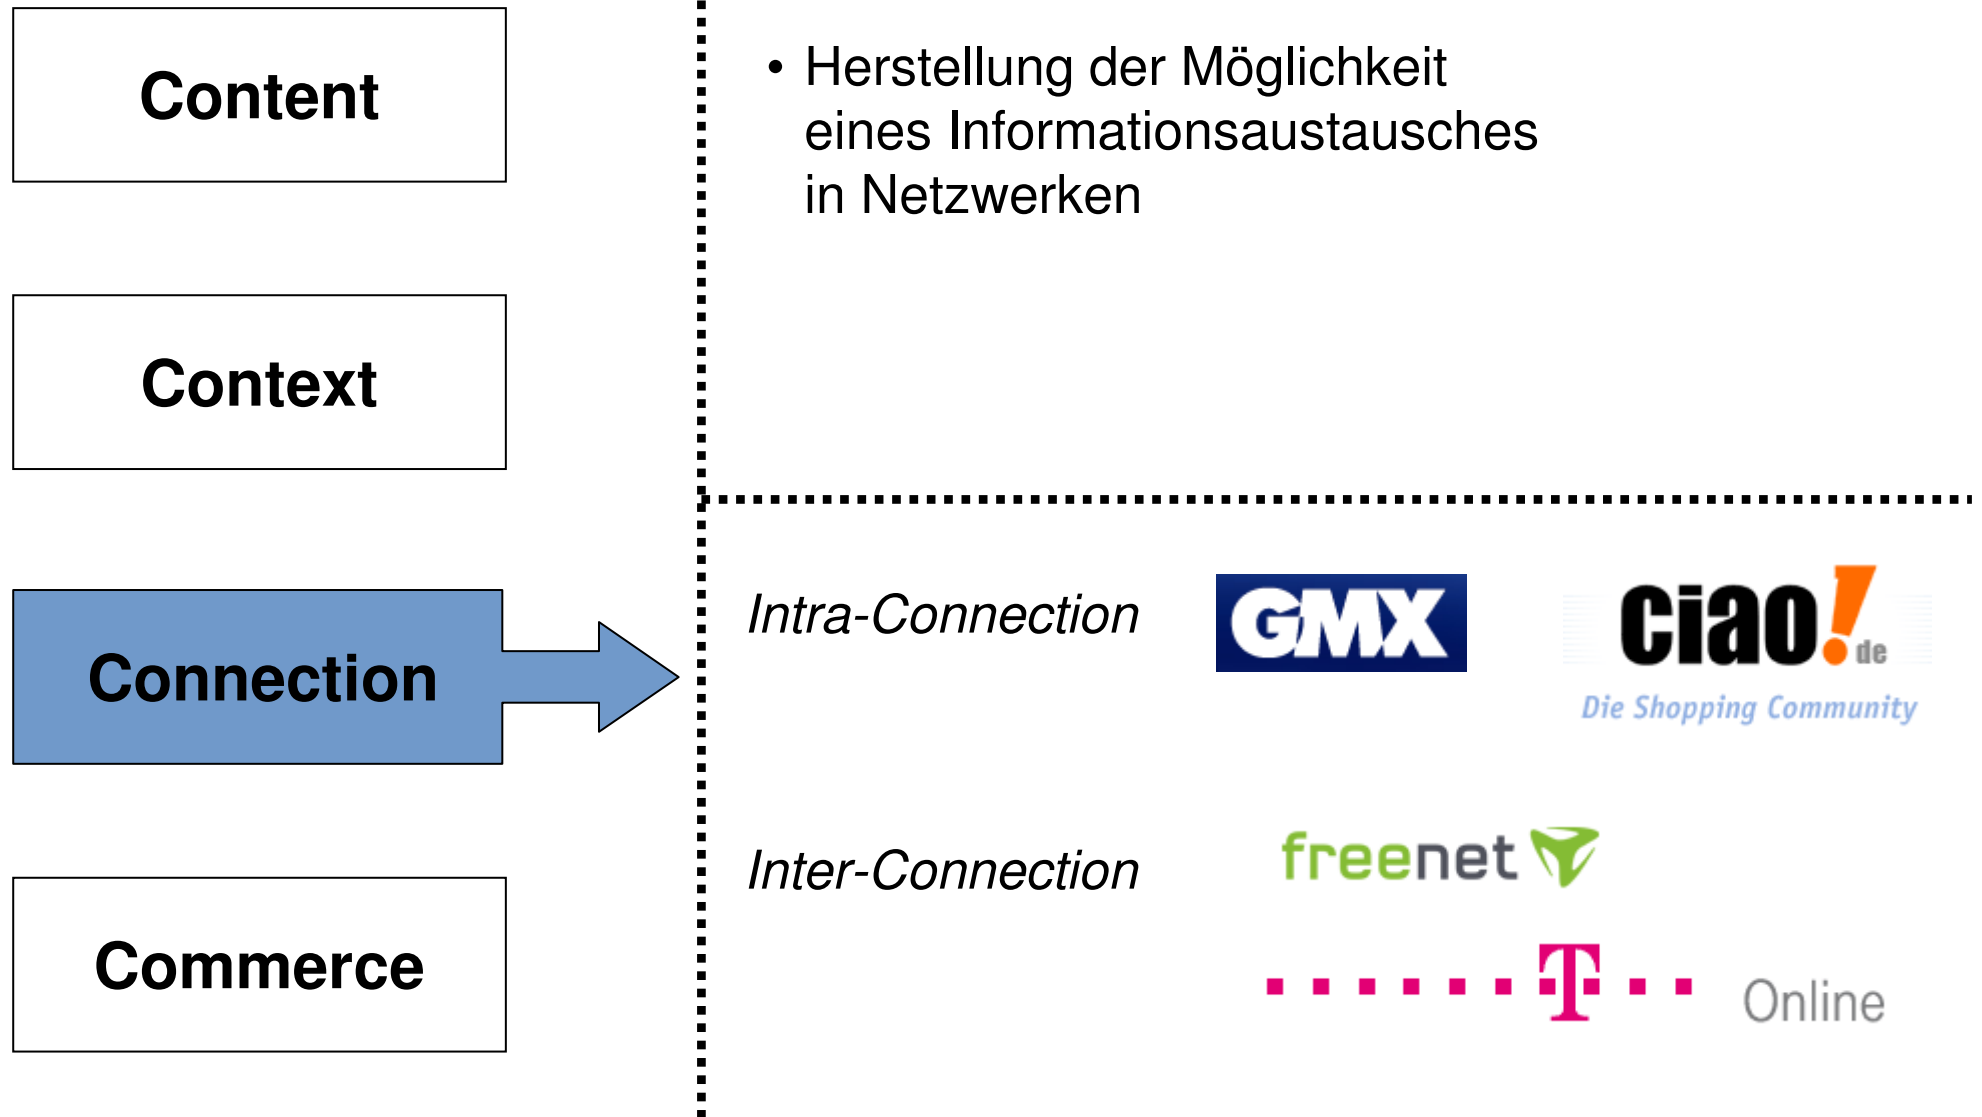 Content
Context
Connection
Commerce
• Herstellung der Möglichkeit
eines Informationsaustausches
in Netzwerken
Intra-Connection
GMX
ciao!
de
Die Shopping Community
Inter-Connection
freenet
T
Online